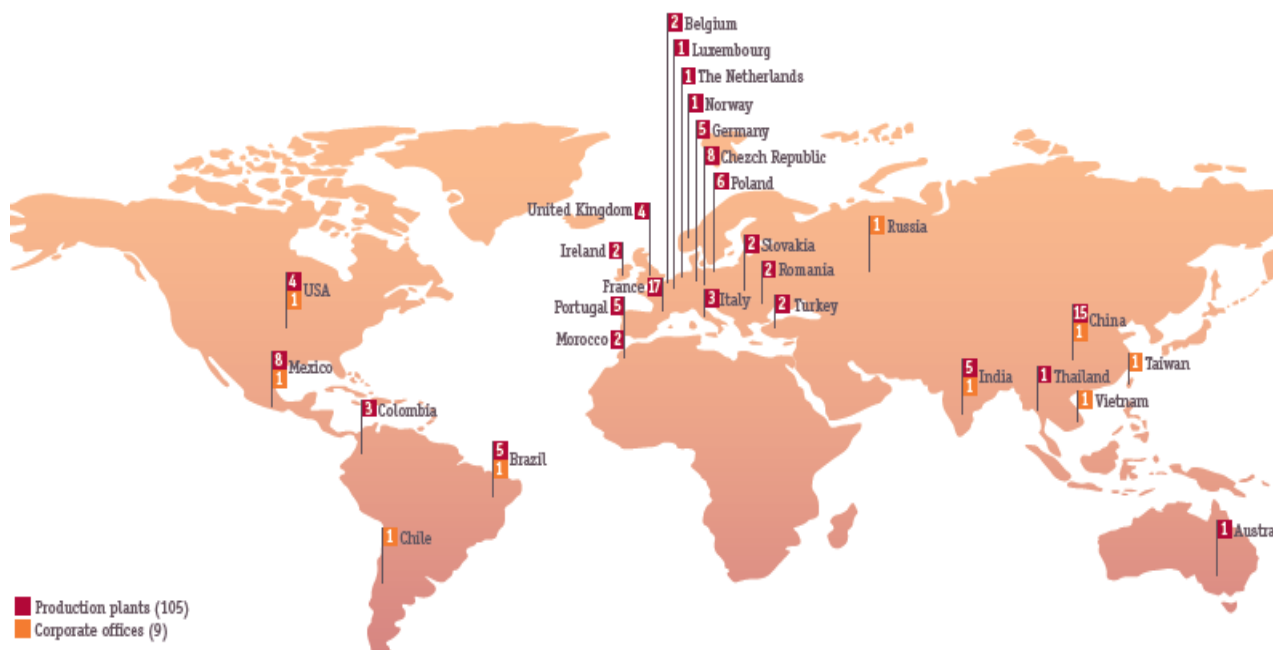 2 Belgium
1 Luxembourg
1 The Netherlands
1 Norway
5 Germany
8 Chezch Republic
6 Poland
United Kingdom 4
1 Russia
Ireland 2
2 Slovakia
2 Romania
France 17
3 Italy
2 Turkey
Portugal 5
Morocco 2
4 USA
1
15 China
1
8 Mexico
1
5 India
1
1 Thailand
1 Taiwan
1 Vietnam
3 Colombia
5 Brazil
1
1 Chile
1 Austra
Production plants (105)
Corporate offices (9)